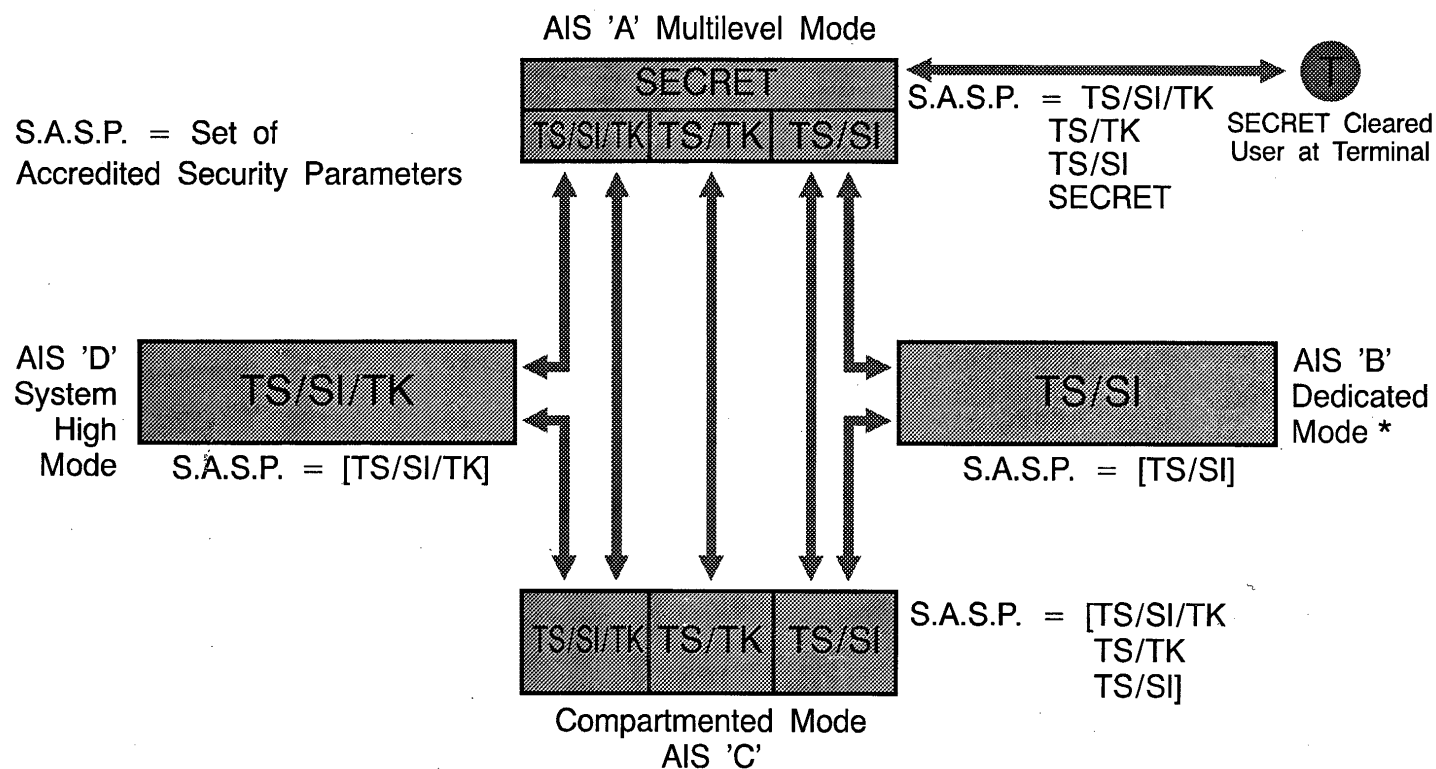 AIS 'A' Multilevel Mode
SECRET
TS/SI/TK TS/TK TS/SI
T
S.A.S.P. = TS/SI/TK
TS/TK
TS/SI
SECRET
SECRET Cleared
User at Terminal
S.A.S.P. = Set of
Accredited Security Parameters
AIS 'D'
System
High
Mode
TS/SI/TK
S.A.S.P. = [TS/SI/TK]
TS/SI
S.A.S.P. = [TS/SI]
AIS 'B'
Dedicated
Mode *
TS/SI/TK TS/TK TS/SI
S.A.S.P. = [TS/SI/TK
TS/TK
TS/SI]
Compartmented Mode
AIS 'C'